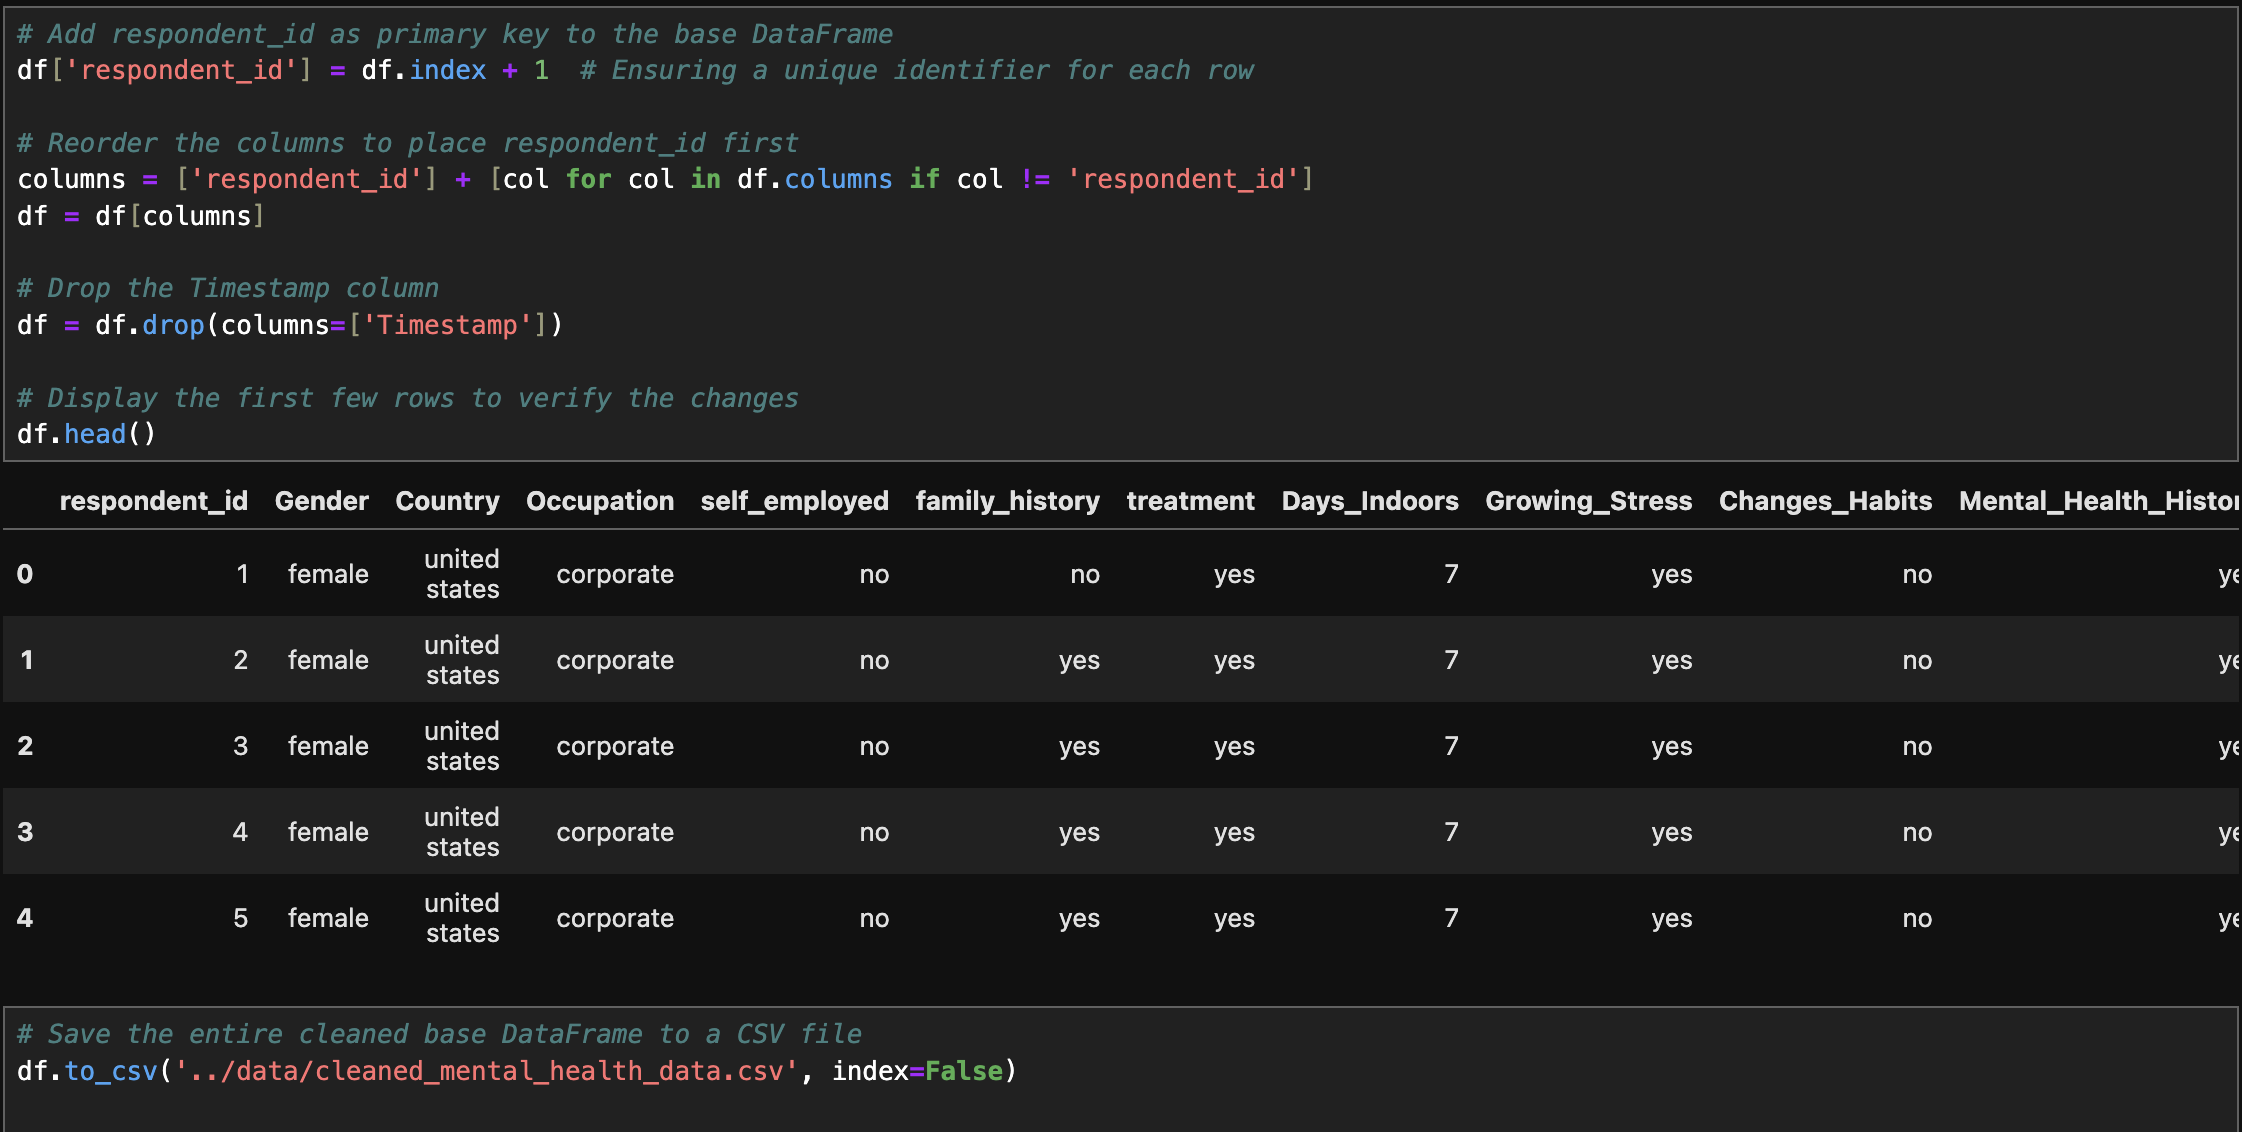 # Add respondent_id as primary key to the base DataFrame
df['respondent_id'] = df.index + 1  # Ensuring a unique identifier for each row
# Reorder the columns to place respondent_id first
columns = ['respondent_id'] + [col for col in df.columns if col != 'respondent_id']
df = df[columns]
# Drop the Timestamp column
df = df.drop(columns=['Timestamp'])
# Display the first few rows to verify the changes
df.head()
respondent_id Gender Country Occupation self_employed family_history treatment Days_Indoors Growing_Stress Changes_Habits Mental_Health_Histor
0 1 female united states corporate no no yes 7 yes no ye
1 2 female united states corporate no yes yes 7 yes no ye
2 3 female united states corporate no yes yes 7 yes no ye
3 4 female united states corporate no yes yes 7 yes no ye
4 5 female united states corporate no yes yes 7 yes no ye
# Save the entire cleaned base DataFrame to a CSV file
df.to_csv('../data/cleaned_mental_health_data.csv', index=False)